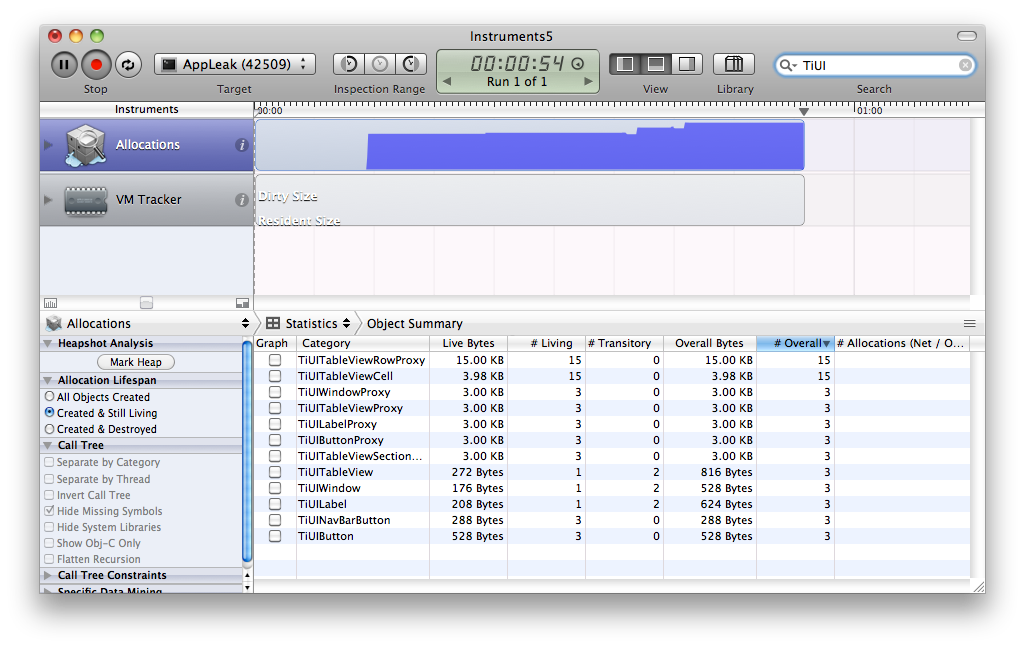 Instruments5
AppLeak (42509)
00:00:54
Run 1 of 1
TiUI
Stop
Target
Inspection Range
View
Library
Search
Instruments
00:00
01:00
Allocations
VM Tracker
Dirty Size
Resident Size
Allocations
Statistics
Object Summary
Heapshot Analysis
Mark Heap
Allocation Lifespan
All Objects Created
Created & Still Living
Created & Destroyed
Call Tree
Separate by Category
Separate by Thread
Invert Call Tree
Hide Missing Symbols
Hide System Libraries
Show Obj-C Only
Flatten Recursion
Call Tree Constraints
Specific Data Mining
Graph Category Live Bytes # Living # Transitory Overall Bytes # Overall # Allocations (Net / O...
TiUITableViewRowProxy 15.00 KB 15 0 15.00 KB 15
TiUITableViewCell 3.98 KB 15 0 3.98 KB 15
TiUIWindowProxy 3.00 KB 3 0 3.00 KB 3
TiUITableViewProxy 3.00 KB 3 0 3.00 KB 3
TiUILabelProxy 3.00 KB 3 0 3.00 KB 3
TiUIButtonProxy 3.00 KB 3 0 3.00 KB 3
TiUITableViewSection... 3.00 KB 3 0 3.00 KB 3
TiUITableView 272 Bytes 1 2 816 Bytes 3
TiUIWindow 176 Bytes 1 2 528 Bytes 3
TiUILabel 208 Bytes 1 2 624 Bytes 3
TiUINavBarButton 288 Bytes 3 0 288 Bytes 3
TiUIButton 528 Bytes 3 0 528 Bytes 3